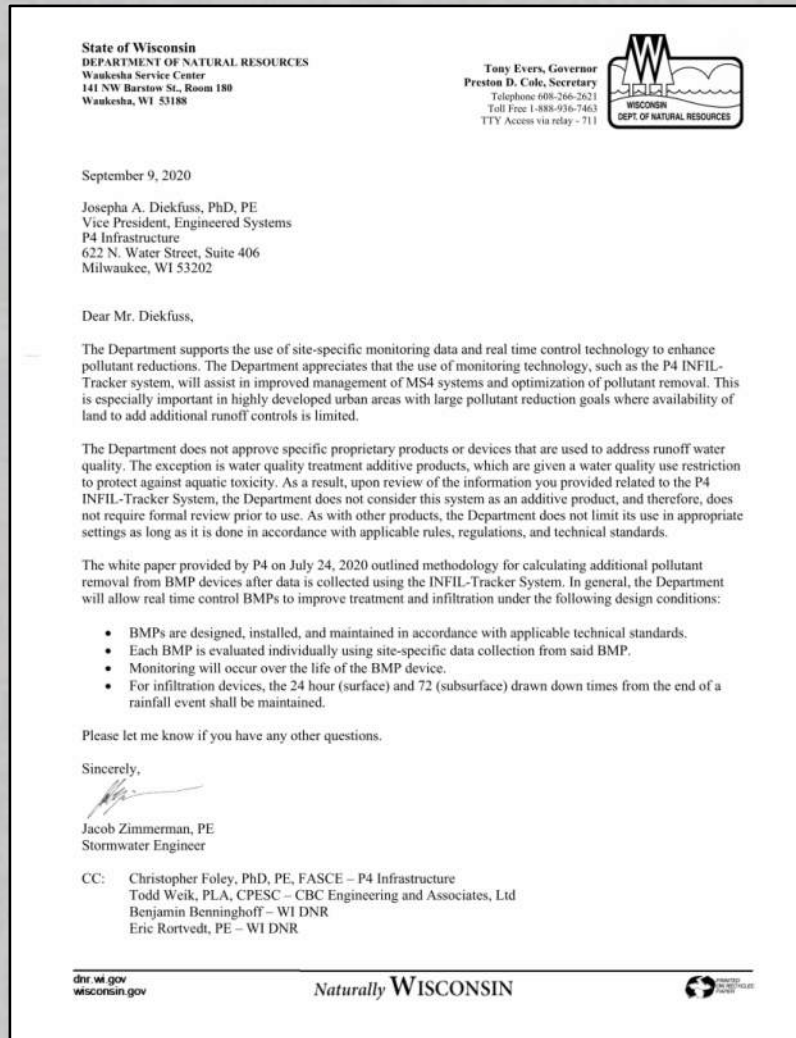 State of Wisconsin
DEPARTMENT OF NATURAL RESOURCES
Waukesha Service Center
141 NW Barstow St., Room 180
Waukesha, WI 53188
Tony Evers, Governor
Preston D. Cole, Secretary
Telephone 608-266-2621
Toll Free 1-888-936-7463
TTY Access via relay - 711
W
WISCONSIN
DEPT. OF NATURAL RESOURCES
September 9, 2020
Josepha A. Diekfuss, PhD, PE
Vice President, Engineered Systems
P4 Infrastructure
622 N. Water Street, Suite 406
Milwaukee, WI 53202
Dear Mr. Diekfuss,
The Department supports the use of site-specific monitoring data and real time control technology to enhance
pollutant reductions. The Department appreciates that the use of monitoring technology, such as the P4 INFIL-
Tracker system, will assist in improved management of MS4 systems and optimization of pollutant removal. This
is especially important in highly developed urban areas with large pollutant reduction goals where availability of
land to add additional runoff controls is limited.
The Department does not approve specific proprietary products or devices that are used to address runoff water
quality. The exception is water quality treatment additive products, which are given a water quality use restriction
to protect against aquatic toxicity. As a result, upon review of the information you provided related to the P4
INFIL-Tracker System, the Department does not consider this system as an additive product, and therefore, does
not require formal review prior to use. As with other products, the Department does not limit its use in appropriate
settings as long as it is done in accordance with applicable rules, regulations, and technical standards.
The white paper provided by P4 on July 24, 2020 outlined methodology for calculating additional pollutant
removal from BMP devices after data is collected using the INFIL-Tracker System. In general, the Department
will allow real time control BMPs to improve treatment and infiltration under the following design conditions:
• BMPs are designed, installed, and maintained in accordance with applicable technical standards.
• Each BMP is evaluated individually using site-specific data collection from said BMP.
• Monitoring will occur over the life of the BMP device.
• For infiltration devices, the 24 hour (surface) and 72 (subsurface) drawn down times from the end of a
rainfall event shall be maintained.
Please let me know if you have any other questions.
Sincerely,
Jacob Zimmerman, PE
Stormwater Engineer
CC: Christopher Foley, PhD, PE, FASCE – P4 Infrastructure
Todd Weik, PLA, CPESC – CBC Engineering and Associates, Ltd
Benjamin Benninghoff – WI DNR
Eric Rortvedt, PE – WI DNR
dnr.wi.gov
wisconsin.gov
Naturally WISCONSIN
PRINTED
ON RECYCLED
PAPER